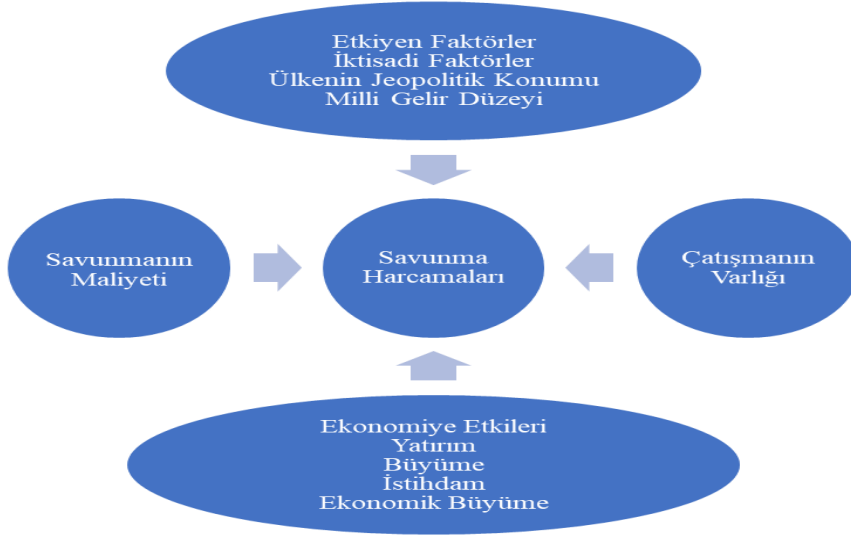 Etkiyen Faktörler
İktisadi Faktörler
Ülkenin Jeopolitik Konumu
Milli Gelir Düzeyi
Savunmanın
Maliyeti
Savunma
Harcamaları
Çatışmanın
Varlığı
Ekonomiye Etkileri
Yatırım
Büyüme
İstihdam
Ekonomik Büyüme